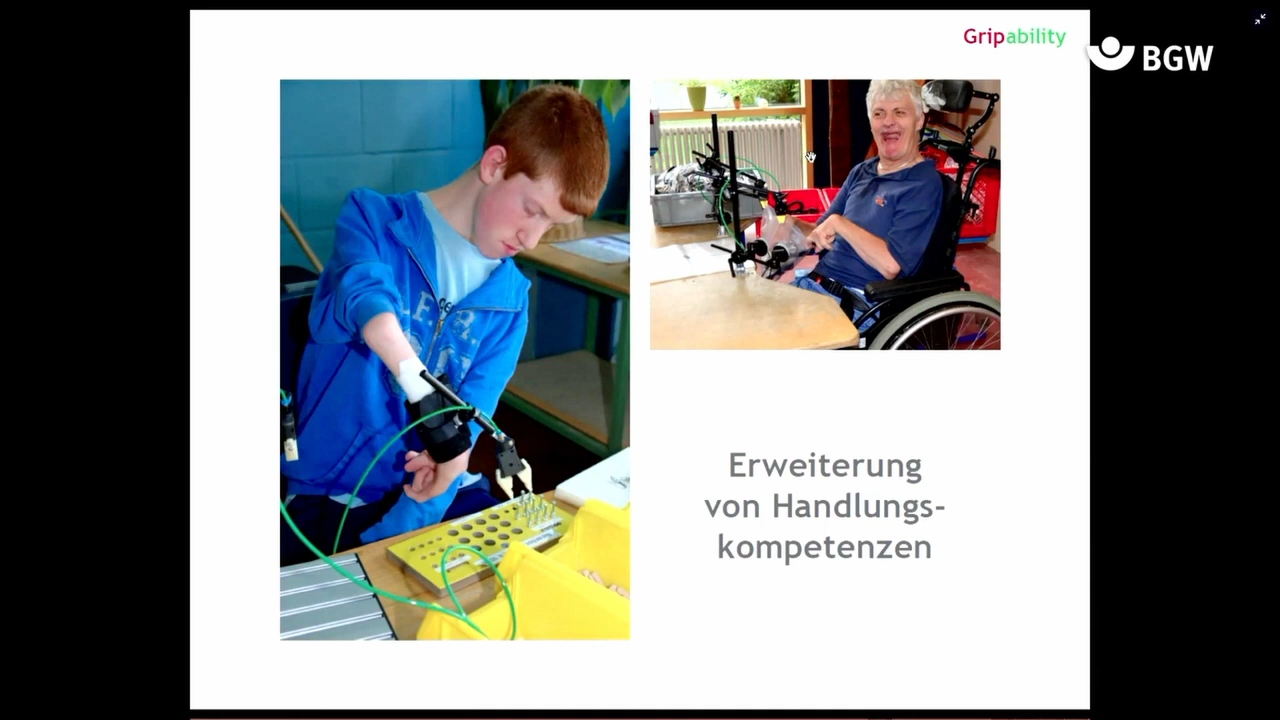 Gripability
BGW
Erweiterung
von Handlungs-
kompetenzen